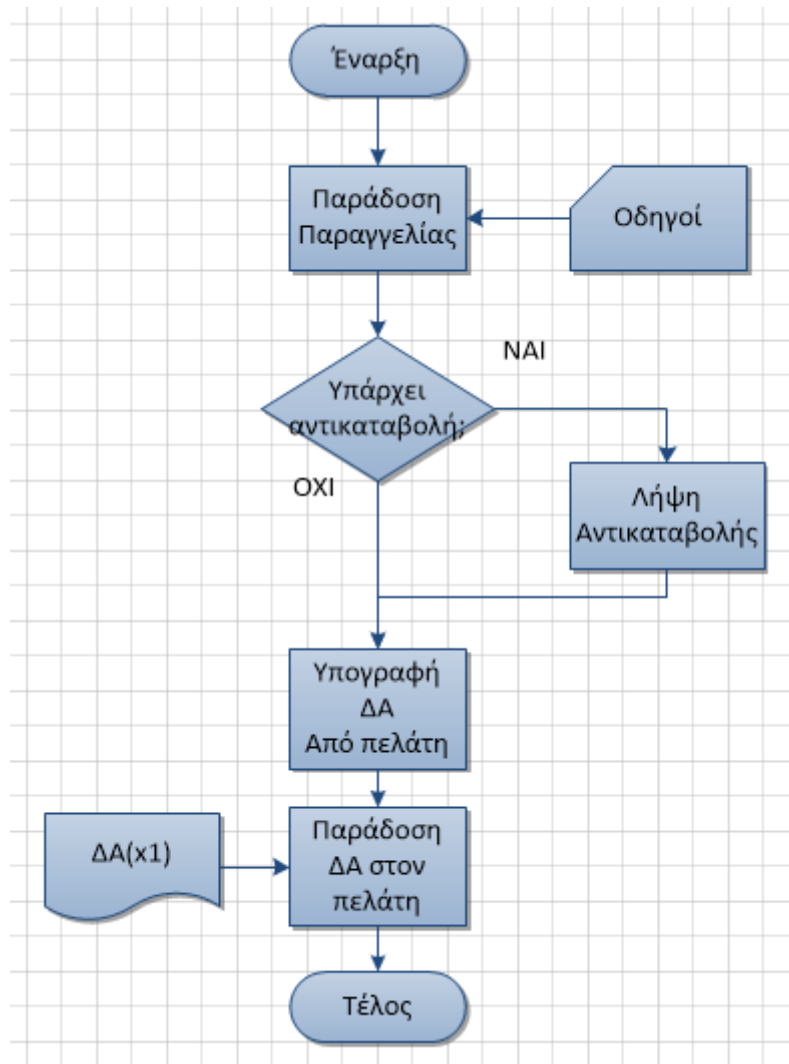 Έναρξη
Παράδοση
Παραγγελίας
Οδηγοί
ΝΑΙ
Υπάρχει
αντικαταβολή;
ΟΧΙ
Λήψη
Αντικαταβολής
Υπογραφή
ΔΑ
Από πελάτη
ΔΑ(x1)
Παράδοση
ΔΑ στον
πελάτη
Τέλος